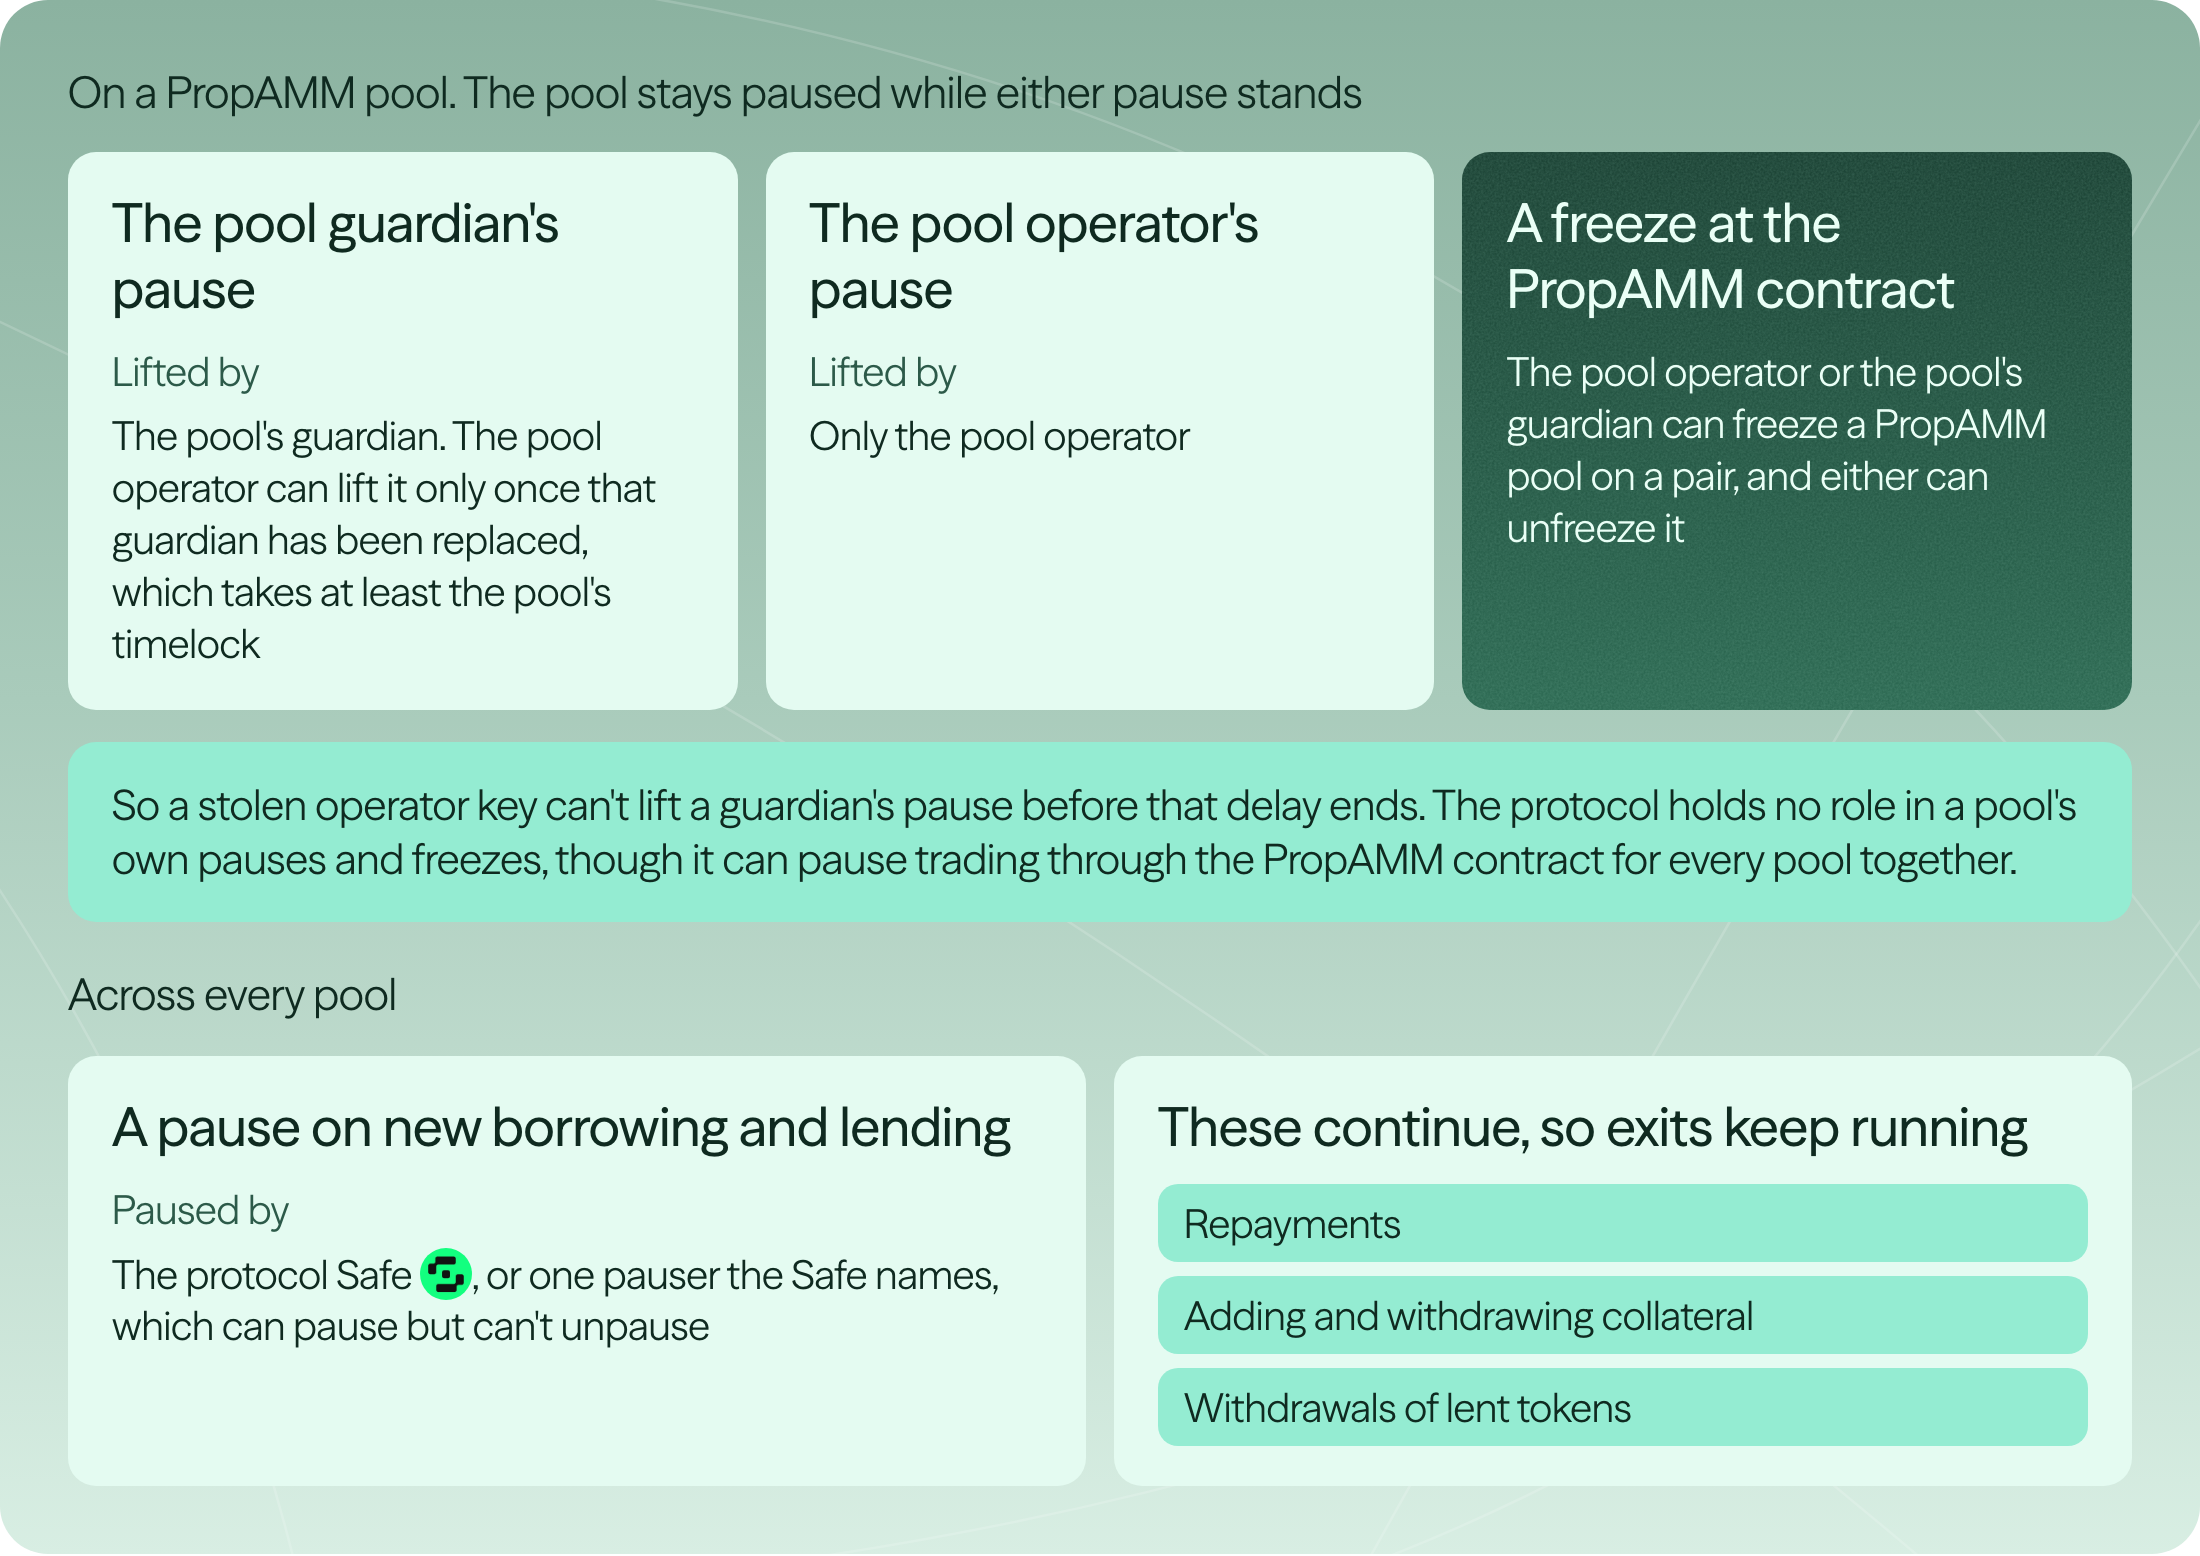 On a PropAMM pool. The pool stays paused while either pause stands
The pool guardian's
pause
Lifted by
The pool's guardian. The pool
operator can lift it only once that
guardian has been replaced,
which takes at least the pool's
timelock
The pool operator's
pause
Lifted by
Only the pool operator
A freeze at the
PropAMM contract
The pool operator or the pool's
guardian can freeze a PropAMM
pool on a pair, and either can
unfreeze it
So a stolen operator key can't lift a guardian's pause before that delay ends. The protocol holds no role in a pool's
own pauses and freezes, though it can pause trading through the PropAMM contract for every pool together.
Across every pool
A pause on new borrowing and lending
Paused by
The protocol Safe , or one pauser the Safe names,
which can pause but can't unpause
These continue, so exits keep running
Repayments
Adding and withdrawing collateral
Withdrawals of lent tokens